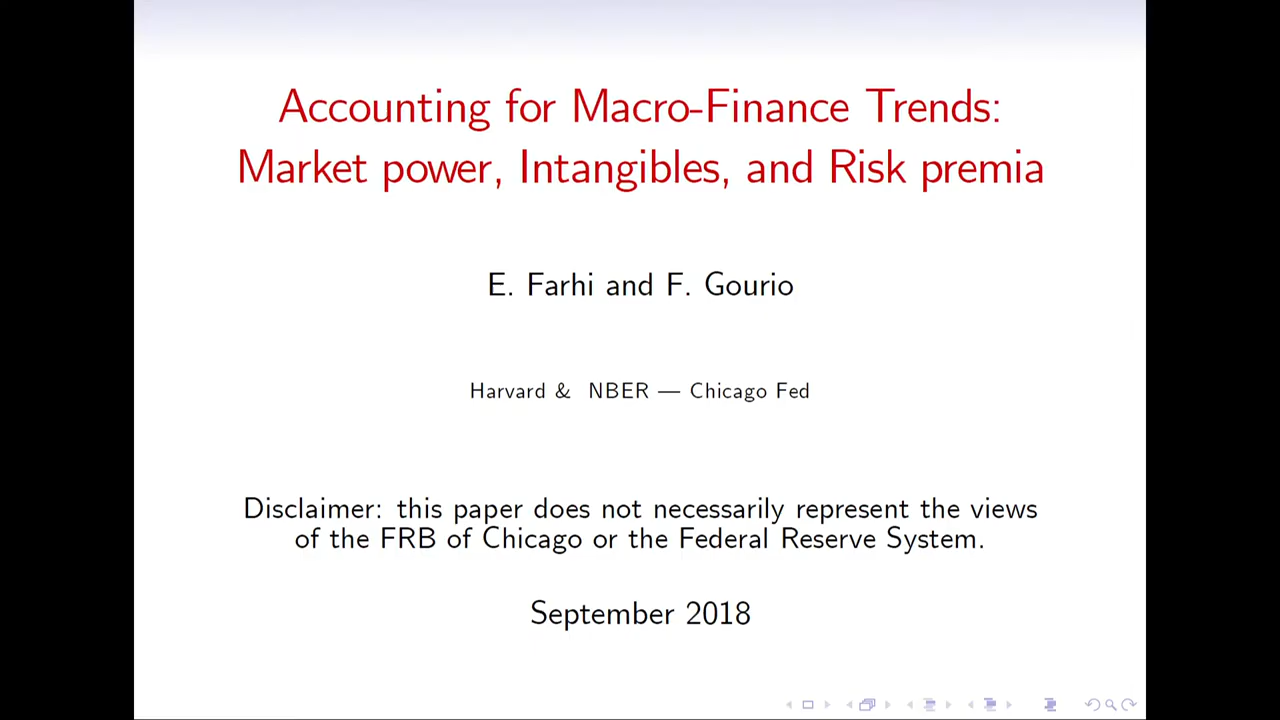 Accounting for Macro-Finance Trends:
Market power, Intangibles, and Risk premia
E. Farhi and F. Gourio
Harvard & NBER — Chicago Fed
Disclaimer: this paper does not necessarily represent the views
of the FRB of Chicago or the Federal Reserve System.
September 2018